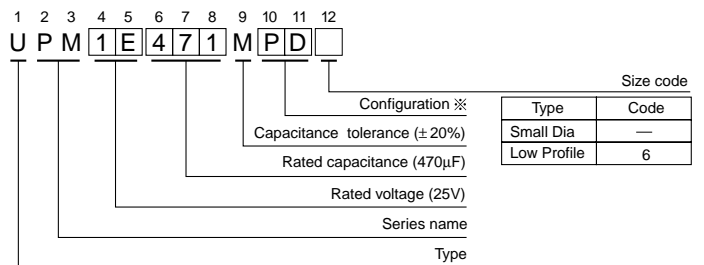 1 2 3 4 5 6 7 8 9 10 11 12
U P M 1 E 4 7 1 M P D
Size code
Configuration ※
Type Code
Capacitance tolerance (±20%)
Small Dia —
Rated capacitance (470μF)
Low Profile 6
Rated voltage (25V)
Series name
Type